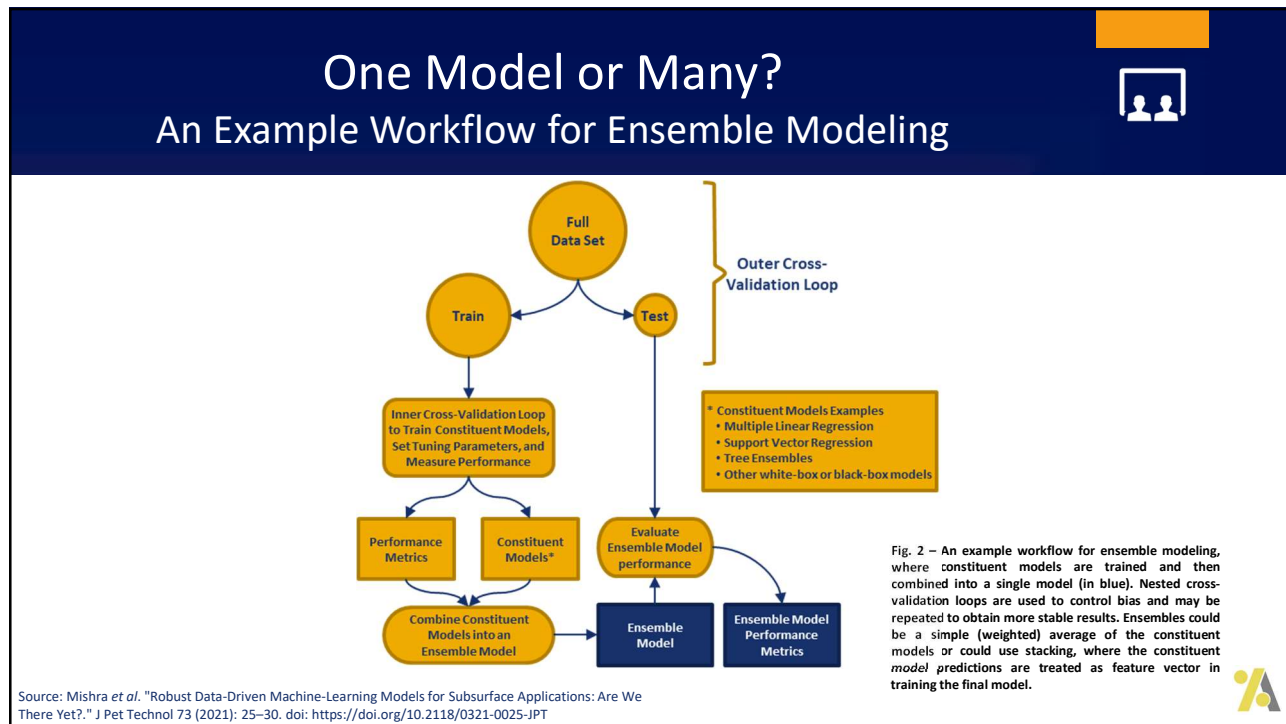 One Model or Many?
An Example Workflow for Ensemble Modeling
Full
Data Set
Outer Cross-
Validation Loop
Train
Test
Inner Cross-Validation Loop
to Train Constituent Models,
Set Tuning Parameters, and
Measure Performance
* Constituent Models Examples
• Multiple Linear Regression
• Support Vector Regression
• Tree Ensembles
• Other white-box or black-box models
Performance
Metrics
Constituent
Models*
Evaluate
Ensemble Model
performance
Combine Constituent
Models into an
Ensemble Model
Ensemble
Model
Ensemble Model
Performance
Metrics
Fig. 2 – An example workflow for ensemble modeling,
where constituent models are trained and then
combined into a single model (in blue). Nested cross-
validation loops are used to control bias and may be
repeated to obtain more stable results. Ensembles could
be a simple (weighted) average of the constituent
models or could use stacking, where the constituent
model predictions are treated as feature vector in
training the final model.
Source: Mishra et al. "Robust Data-Driven Machine-Learning Models for Subsurface Applications: Are We
There Yet?." J Pet Technol 73 (2021): 25–30. doi: https://doi.org/10.2118/0321-0025-JPT